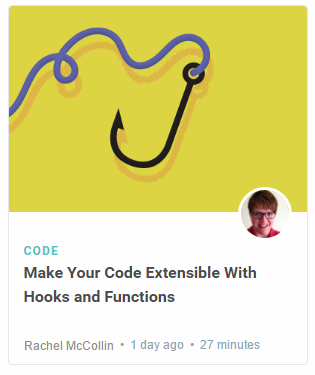 CODE
Make Your Code Extensible With
Hooks and Functions
Rachel McCollin • 1 day ago • 27 minutes